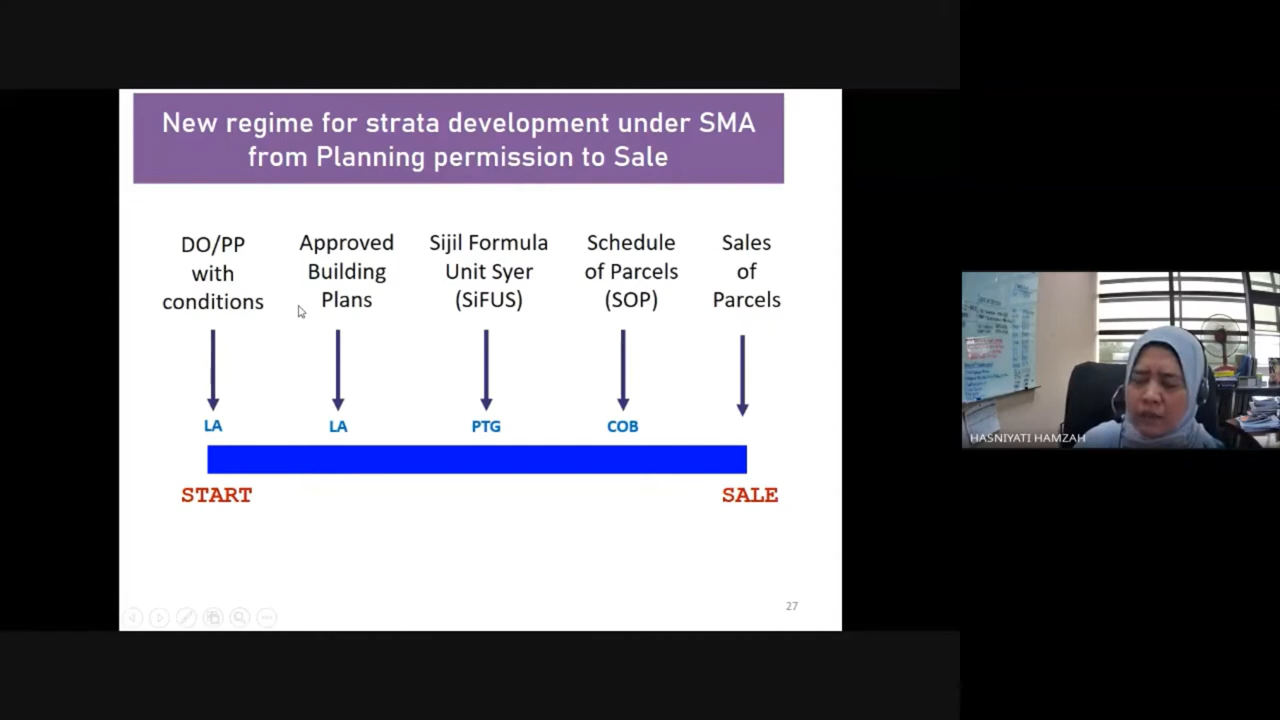 New regime for strata development under SMA
from Planning permission to Sale
DO/PP
with
conditions
Approved
Building
Plans
Sijil Formula
Unit Syer
(SiFUS)
Schedule
of Parcels
(SOP)
Sales
of
Parcels
LA
LA
PTG
COB
START
SALE
27
HASNIYATI HAMZAH